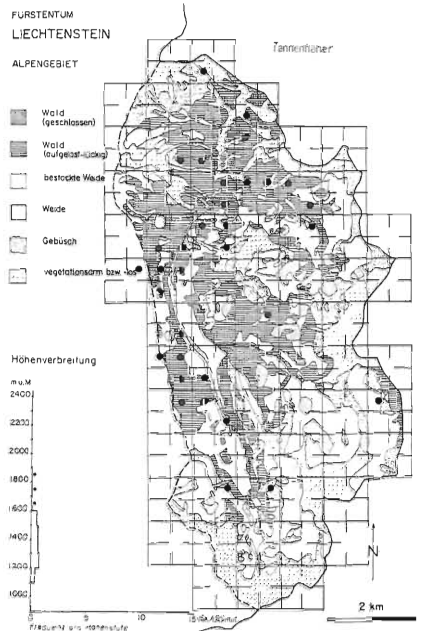 FÜRSTENTUM
LIECHTENSTEIN
ALPENGEBIET
Tannenhäher
Wald
(geschlossen)
Wald
(aufgelöst-lückig)
bestockte Weide
Weide
Gebüsch
vegetationsarm bzw. -los
Höhenverbreitung
m ü.M
2400
2200
2000
1800
1600
1400
1200
1000
0 5 10 15
N
2 km